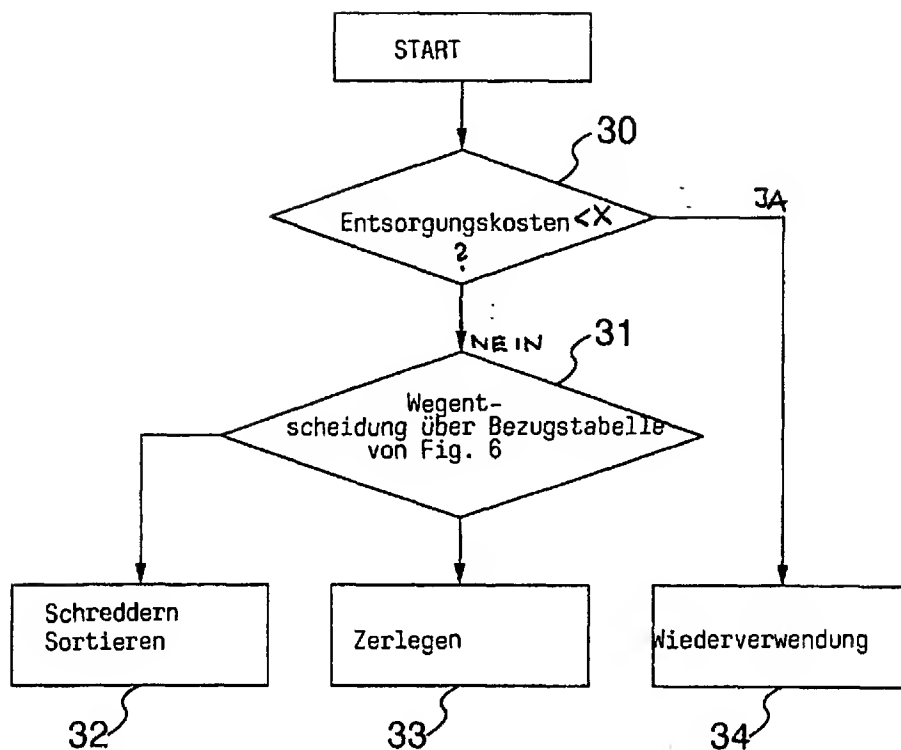 START
30
JA
Entsorgungskosten <X
?
NEIN
31
Wegent-
scheidung über Bezugstabelle
von Fig. 6
Schreddern
Sortieren
Zerlegen
Wiederverwendung
32
33
34